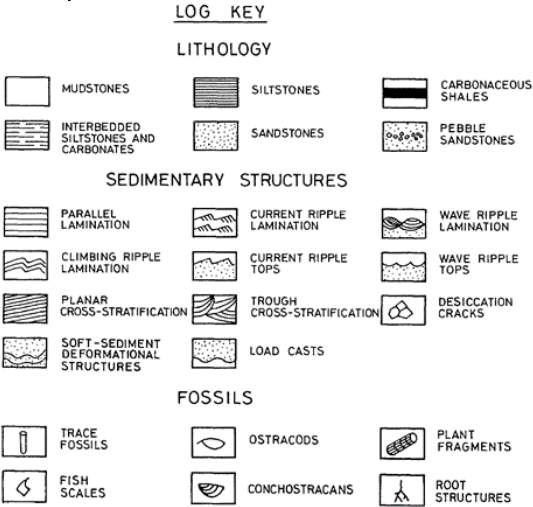 LOG KEY
LITHOLOGY
MUDSTONES
SILTSTONES
CARBONACEOUS
SHALES
INTERBEDDED
SILTSTONES AND
CARBONATES
SANDSTONES
PEBBLE
SANDSTONES
SEDIMENTARY STRUCTURES
PARALLEL
LAMINATION
CURRENT RIPPLE
LAMINATION
WAVE RIPPLE
LAMINATION
CLIMBING RIPPLE
LAMINATION
CURRENT RIPPLE
TOPS
WAVE RIPPLE
TOPS
PLANAR
CROSS-STRATIFICATION
TROUGH
CROSS-STRATIFICATION
DESICCATION
CRACKS
SOFT-SEDIMENT
DEFORMATIONAL
STRUCTURES
LOAD CASTS
FOSSILS
TRACE
FOSSILS
OSTRACODS
PLANT
FRAGMENTS
FISH
SCALES
CONCHOSTRACANS
ROOT
STRUCTURES